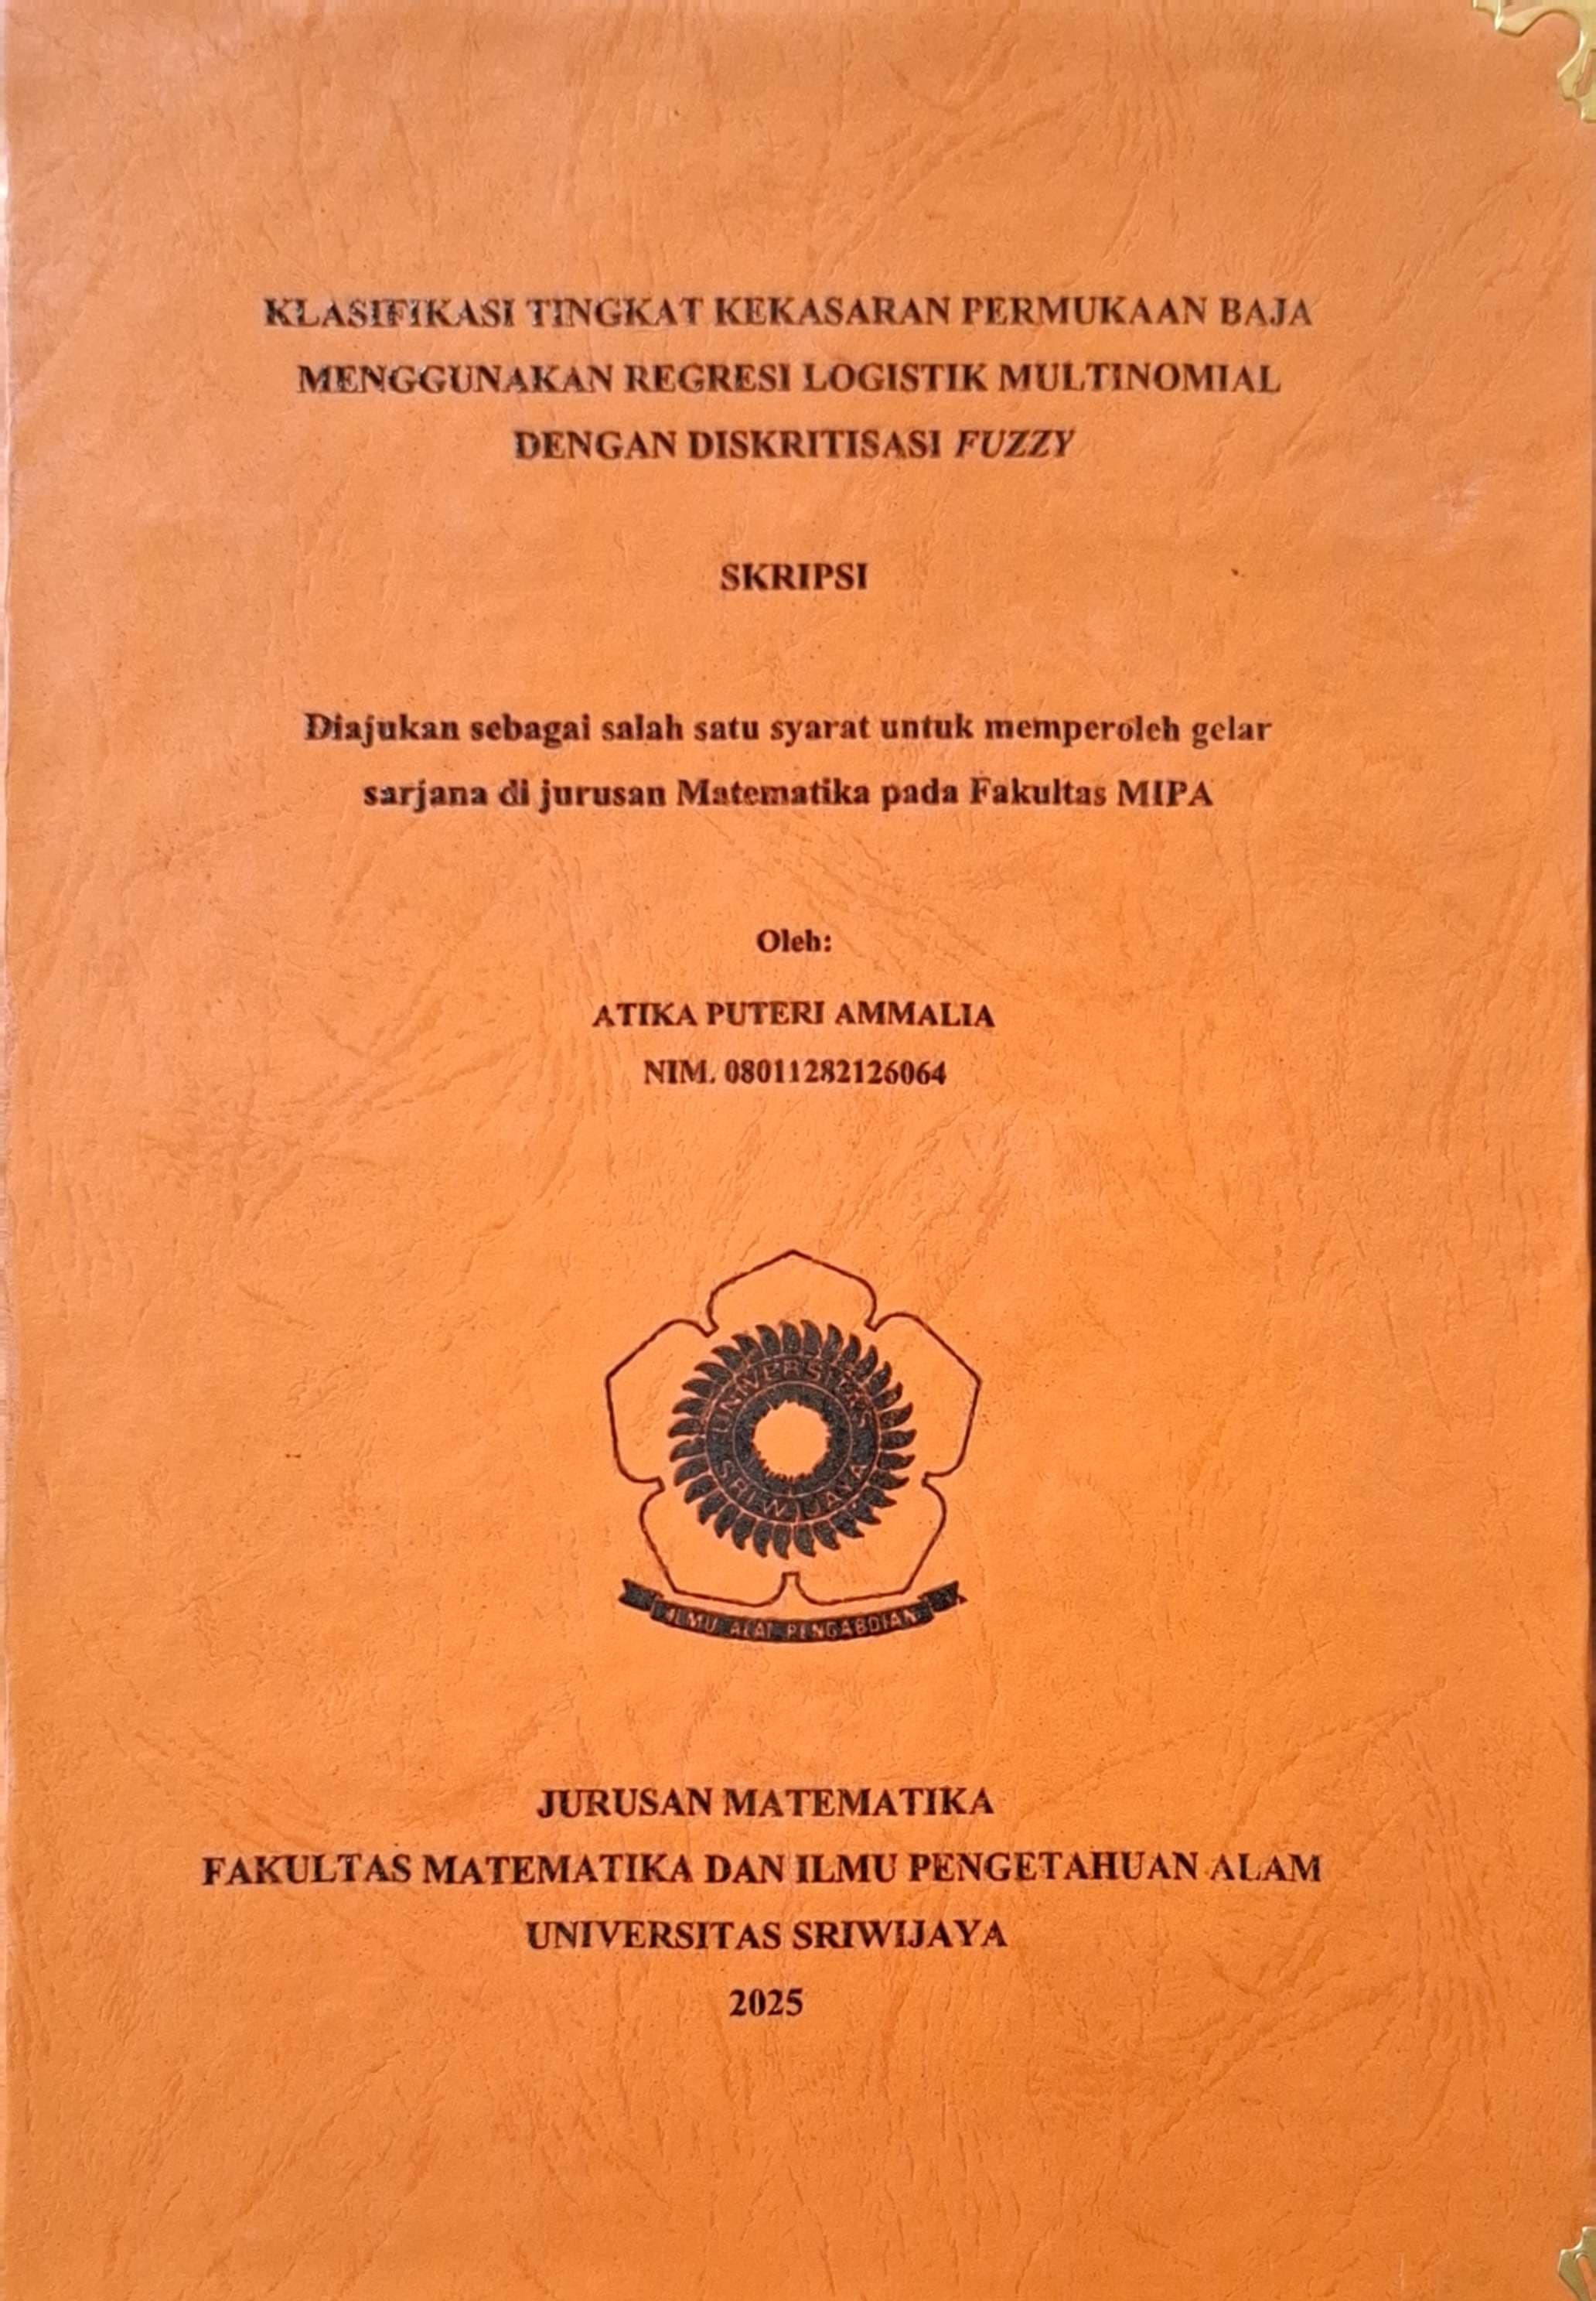 KLASIFIKASI TINGKAT KEKASARAN PERMUKAAN BAJA
MENGGUNAKAN REGRESI LOGISTIK MULTINOMIAL
DENGAN DISKRITISASI FUZZY
SKRIPSI
Diajukan sebagai salah satu syarat untuk memperoleh gelar
sarjana di jurusan Matematika pada Fakultas MIPA
Oleh:
ATIKA PUTERI AMMALIA
NIM. 08011282126064
UNIVERSITAS
SRIWIJAYA
ILMU ALAT PENGABDIAN
JURUSAN MATEMATIKA
FAKULTAS MATEMATIKA DAN ILMU PENGETAHUAN ALAM
UNIVERSITAS SRIWIJAYA
2025